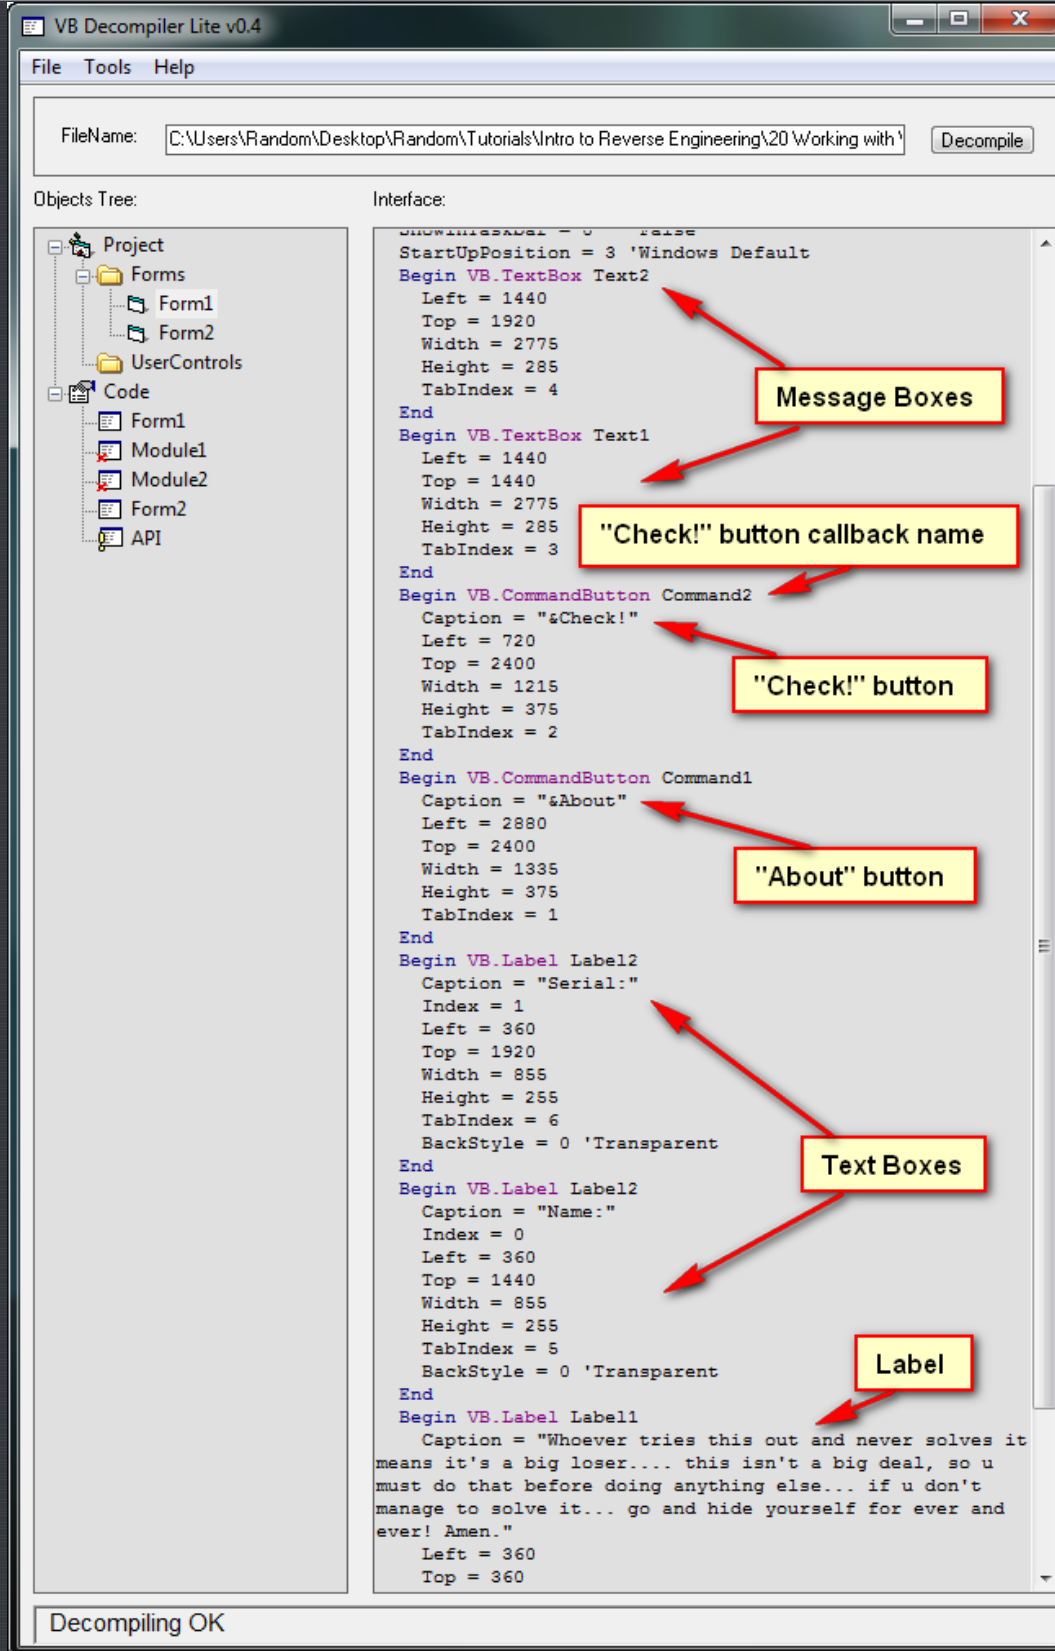 VB Decompiler Lite v0.4
File Tools Help
FileName: C:\Users\Random\Desktop\Random\Tutorials\Intro to Reverse Engineering\20 Working with Decompile
Objects Tree:
Interface:
Project
Forms
Form1
Form2
UserControls
Code
Form1
Module1
Module2
Form2
API
ShowInTaskbar = 0 'False
StartUpPosition = 3 'Windows Default
Begin VB.TextBox Text2
Left = 1440
Top = 1920
Width = 2775
Height = 285
TabIndex = 4
End
Message Boxes
Begin VB.TextBox Text1
Left = 1440
Top = 1440
Width = 2775
Height = 285
TabIndex = 3
End
"Check!" button callback name
Begin VB.CommandButton Command2
Caption = "&Check!"
Left = 720
Top = 2400
Width = 1215
Height = 375
TabIndex = 2
End
"Check!" button
Begin VB.CommandButton Command1
Caption = "&About"
Left = 2880
Top = 2400
Width = 1335
Height = 375
TabIndex = 1
End
"About" button
Begin VB.Label Label2
Caption = "Serial:"
Index = 1
Left = 360
Top = 1920
Width = 855
Height = 255
TabIndex = 6
BackStyle = 0 'Transparent
End
Text Boxes
Begin VB.Label Label2
Caption = "Name:"
Index = 0
Left = 360
Top = 1440
Width = 855
Height = 255
TabIndex = 5
BackStyle = 0 'Transparent
End
Label
Begin VB.Label Label1
Caption = "Whoever tries this out and never solves it
means it's a big loser.... this isn't a big deal, so u
must do that before doing anything else... if u don't
manage to solve it... go and hide yourself for ever and
ever! Amen."
Left = 360
Top = 360
Decompiling OK